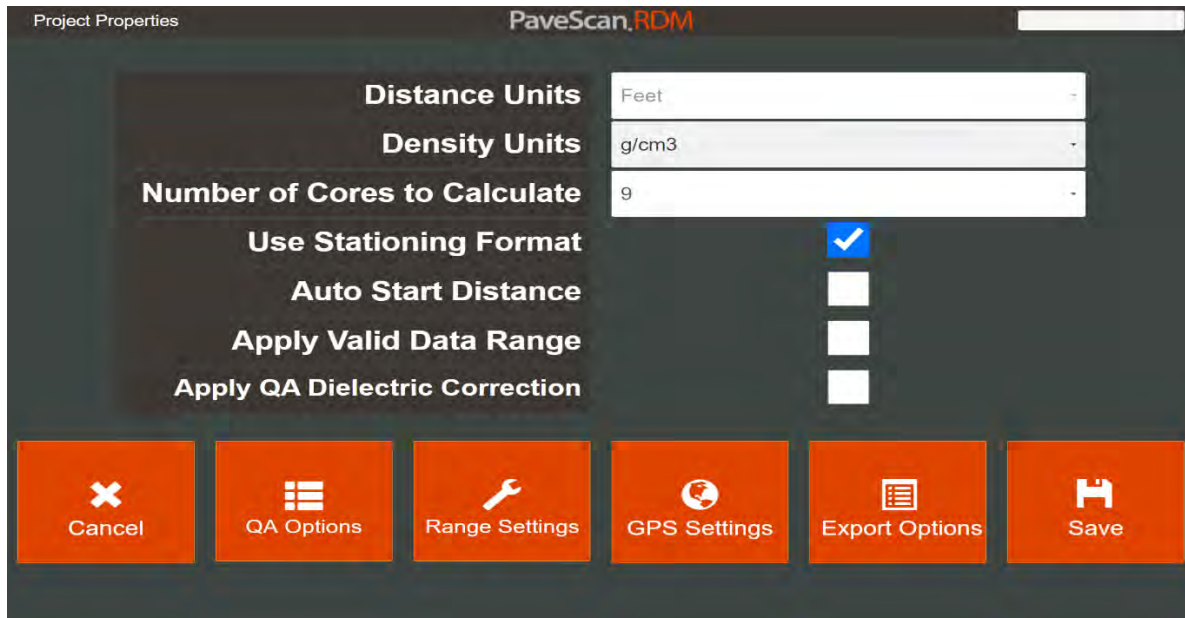 Project Properties
PaveScan.RDM
Distance Units Feet
Density Units g/cm3
Number of Cores to Calculate 9
Use Stationing Format
Auto Start Distance
Apply Valid Data Range
Apply QA Dielectric Correction
Cancel QA Options Range Settings GPS Settings Export Options Save